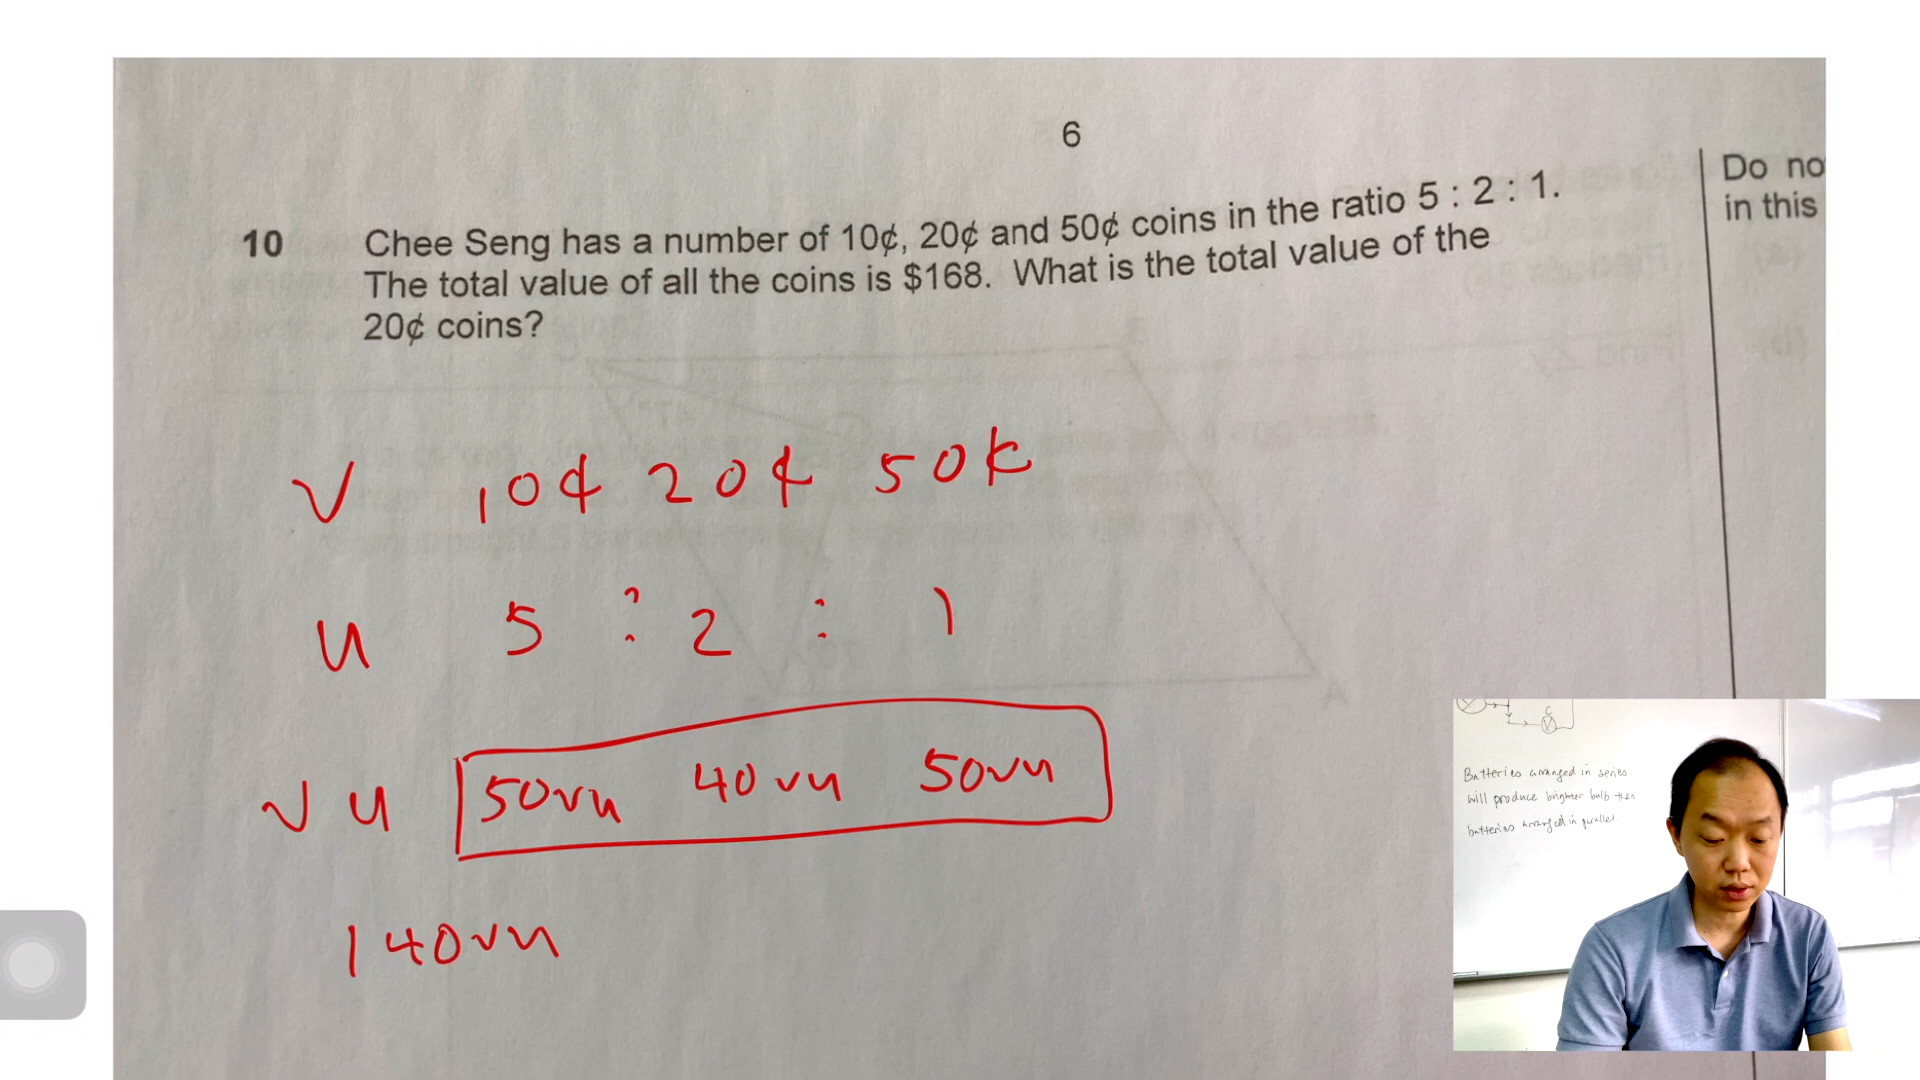 6
Do no
in this
10 Chee Seng has a number of 10¢, 20¢ and 50¢ coins in the ratio 5 : 2 : 1.
The total value of all the coins is $168. What is the total value of the
20¢ coins?
V 10¢ 20¢ 50¢
u 5 : 2 : 1
Vu 50vu 40vu 50vu
140vu
C
Batteries arranged in series
will produce brighter bulb than
batteries arranged in parallel